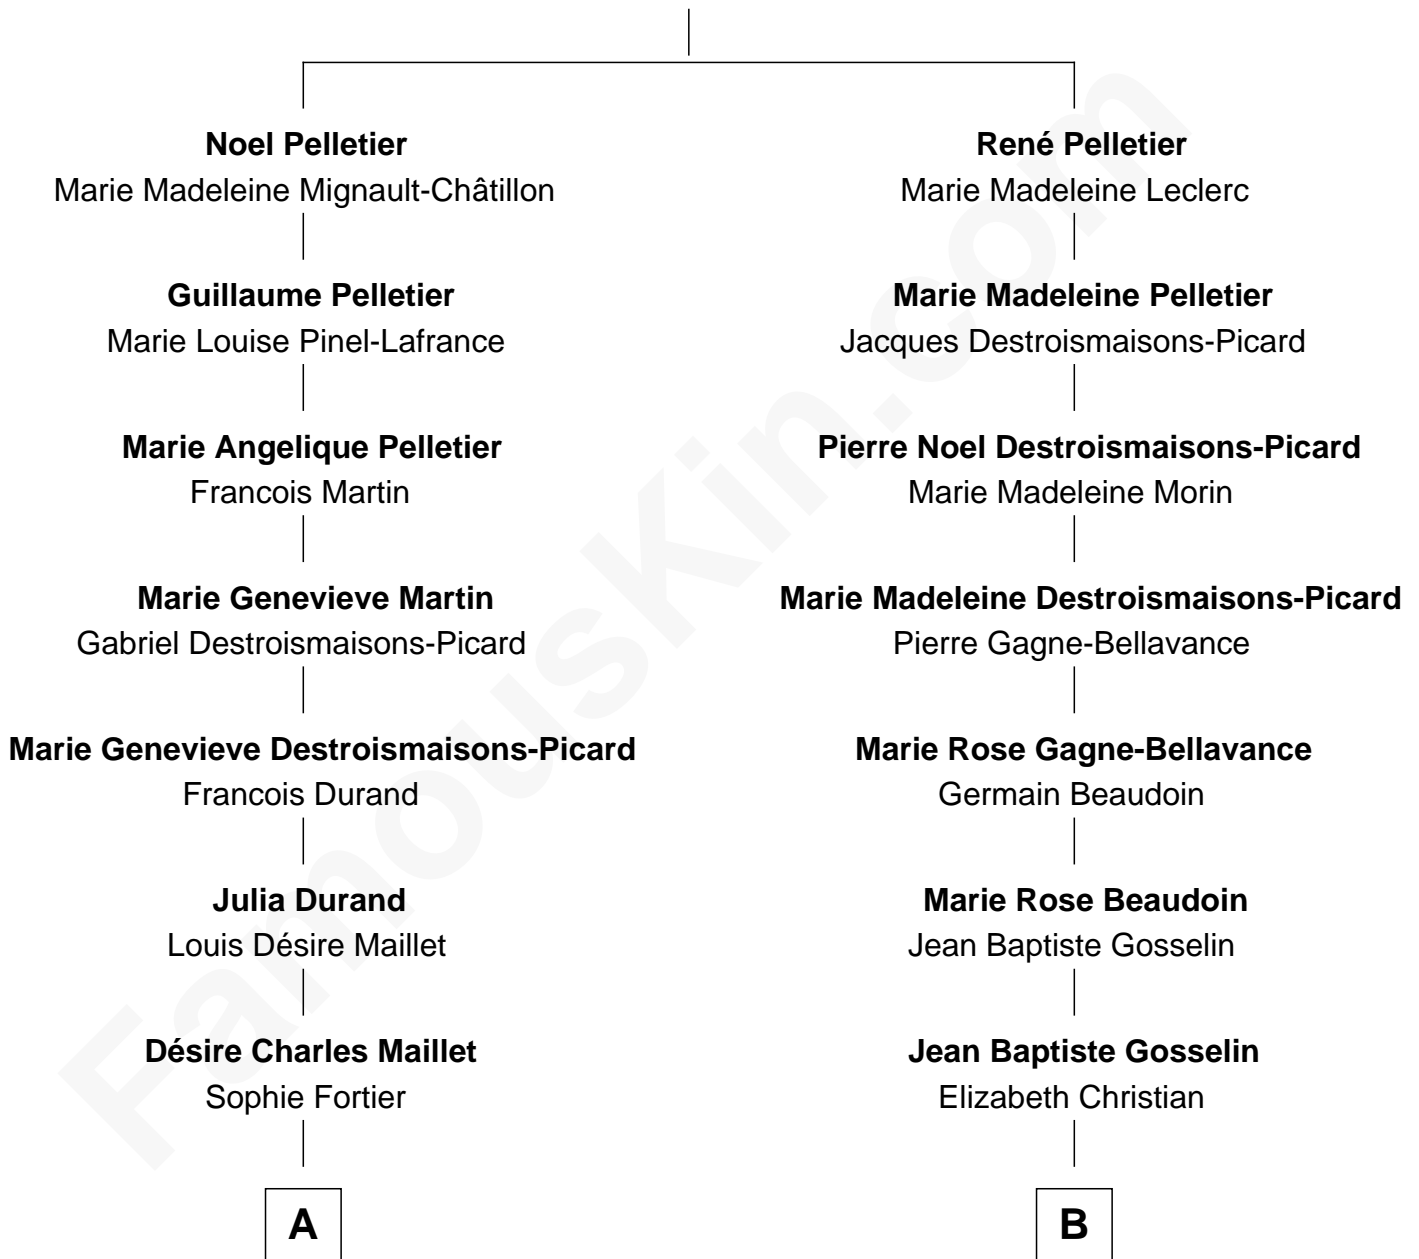 Noel Pelletier
Marie Madeleine Mignault-Châtillon
Guillaume Pelletier
Marie Louise Pinel-Lafrance
Marie Angelique Pelletier
Francois Martin
Marie Genevieve Martin
Gabriel Destroismaisons-Picard
Marie Genevieve Destroismaisons-Picard
Francois Durand
Julia Durand
Louis Désire Maillet
Désire Charles Maillet
Sophie Fortier
A
René Pelletier
Marie Madeleine Leclerc
Marie Madeleine Pelletier
Jacques Destroismaisons-Picard
Pierre Noel Destroismaisons-Picard
Marie Madeleine Morin
Marie Madeleine Destroismaisons-Picard
Pierre Gagne-Bellavance
Marie Rose Gagne-Bellavance
Germain Beaudoin
Marie Rose Beaudoin
Jean Baptiste Gosselin
Jean Baptiste Gosselin
Elizabeth Christian
B
FamousKin.com